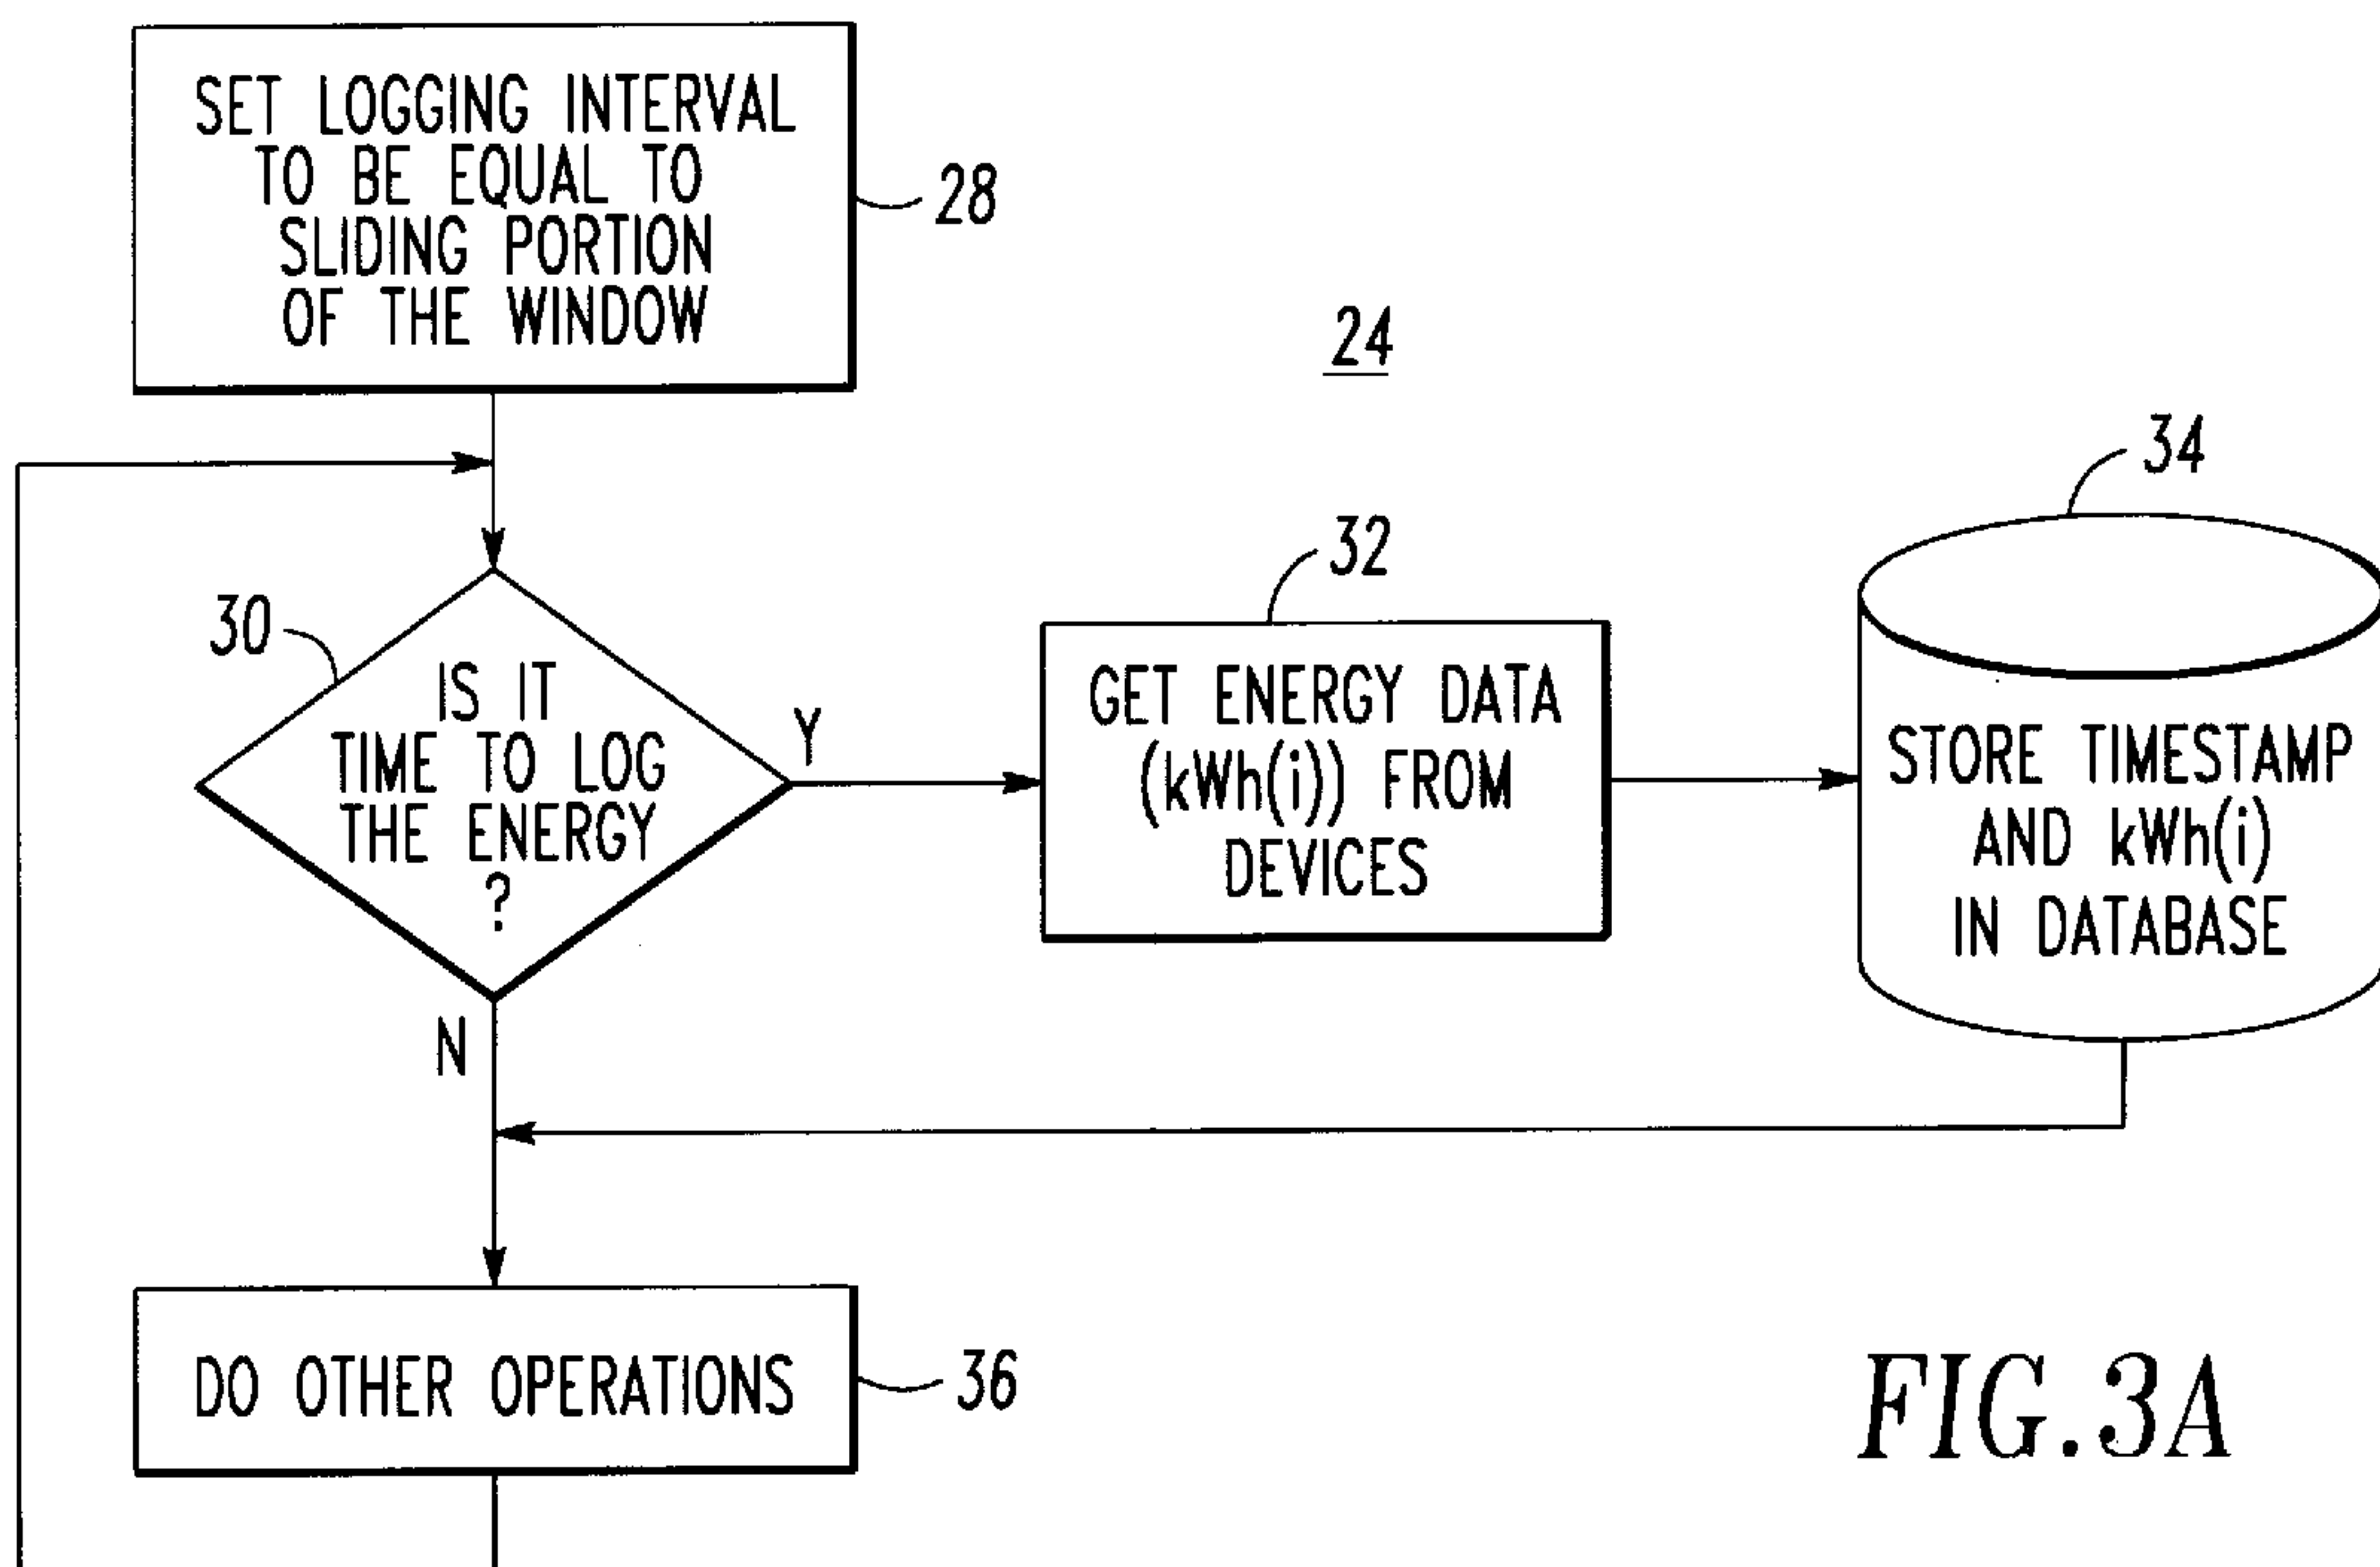 SET LOGGING INTERVAL
TO BE EQUAL TO
SLIDING PORTION
OF THE WINDOW
28
24
34
32
30
IS IT
TIME TO LOG
THE ENERGY
?
Y
GET ENERGY DATA
(kWh(i)) FROM
DEVICES
STORE TIMESTAMP
AND kWh(i)
IN DATABASE
N
DO OTHER OPERATIONS
36
FIG.3A